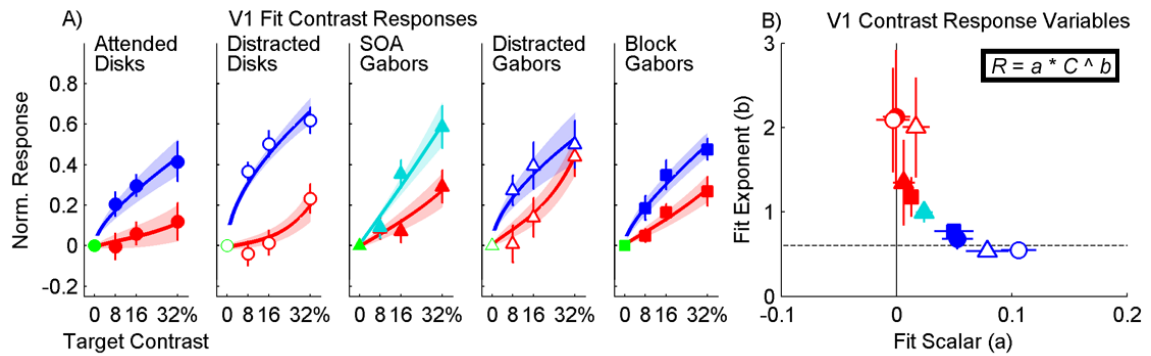 A) V1 Fit Contrast Responses
Attended Disks
Distracted Disks
SOA Gabors
Distracted Gabors
Block Gabors
Norm. Response
0.8
0.6
0.4
0.2
0
-0.2
0 8 16 32%
0 8 16 32%
0 8 16 32%
0 8 16 32%
0 8 16 32%
Target Contrast
B) V1 Contrast Response Variables
R = a * C ^ b
Fit Exponent (b)
3
2
1
0
-0.1 0 0.1 0.2
Fit Scalar (a)